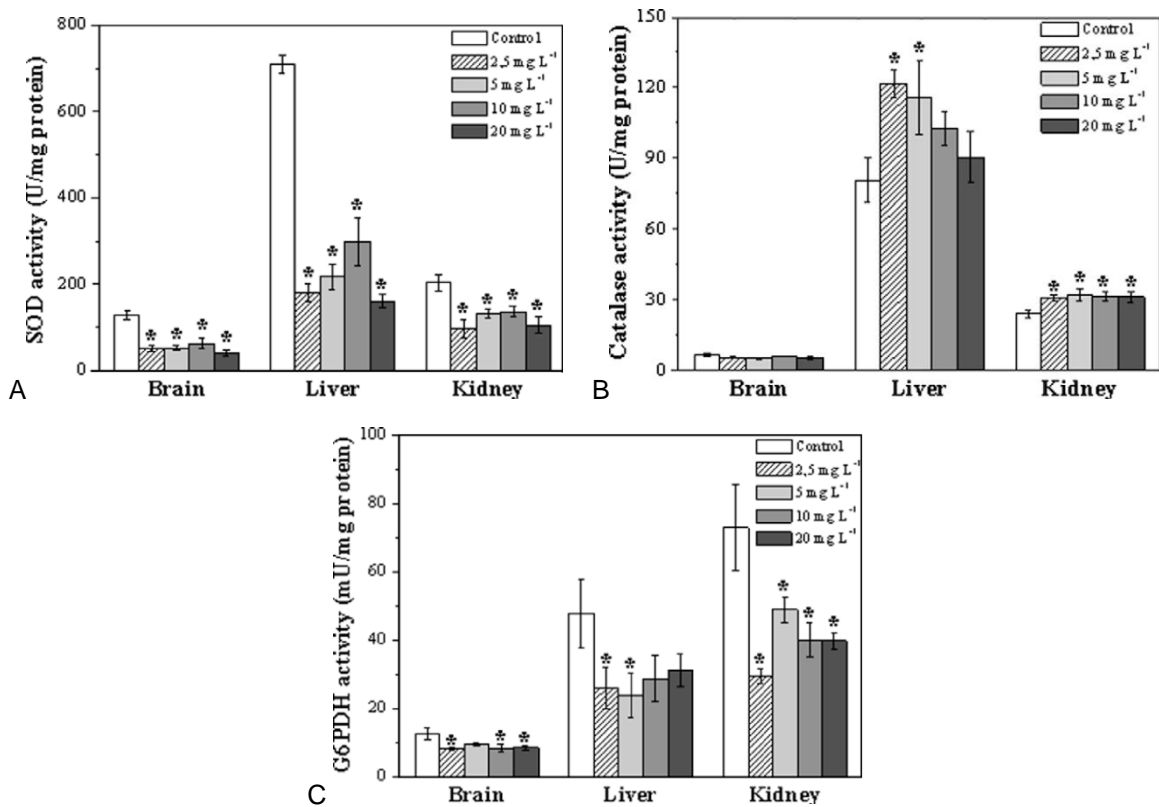 A
SOD activity (U/mg protein)
800
600
400
200
0
Control
2,5 mg L⁻¹
5 mg L⁻¹
10 mg L⁻¹
20 mg L⁻¹
* * * *
* * * *
* * * *
Brain Liver Kidney
B
Catalase activity (U/mg protein)
150
120
90
60
30
0
Control
2,5 mg L⁻¹
5 mg L⁻¹
10 mg L⁻¹
20 mg L⁻¹
* *
* * * *
Brain Liver Kidney
C
G6PDH activity (mU/mg protein)
100
80
60
40
20
0
Control
2,5 mg L⁻¹
5 mg L⁻¹
10 mg L⁻¹
20 mg L⁻¹
* * *
* *
* * * *
Brain Liver Kidney